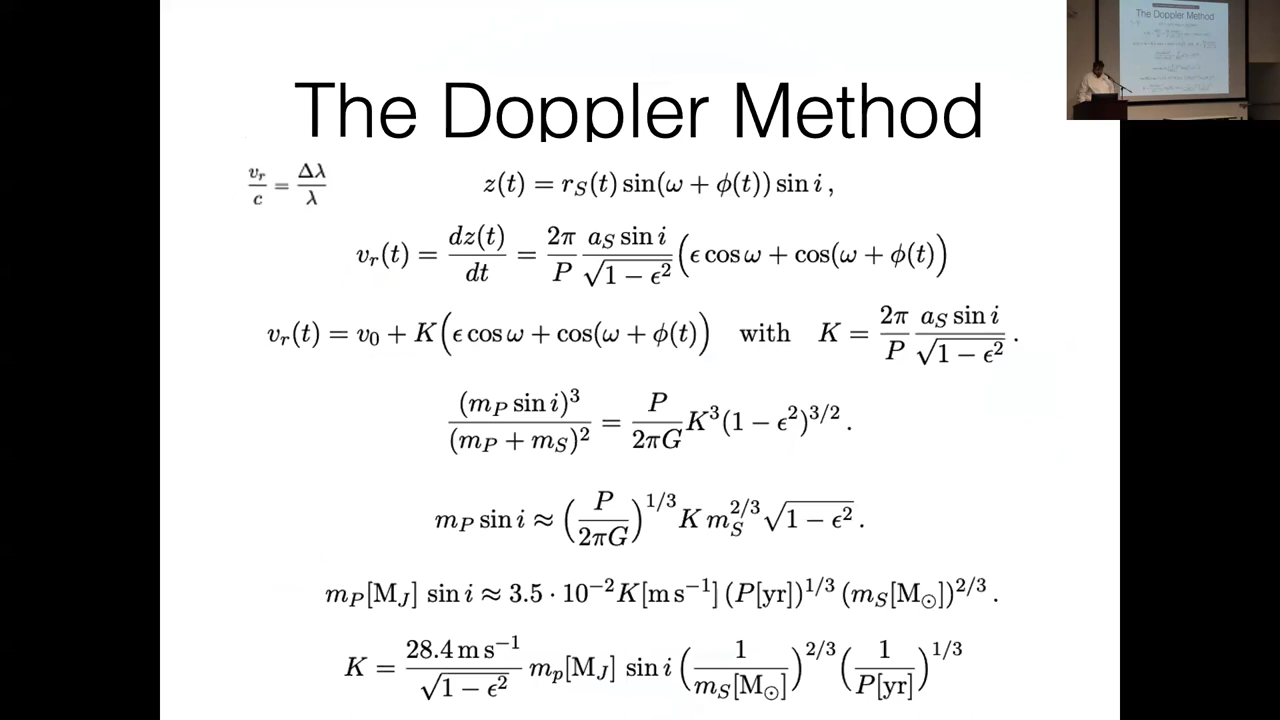 The Doppler Method
The Doppler Method
v_r/c = Δλ/λ
z(t) = r_S(t) sin(ω + ϕ(t)) sin i ,
v_r(t) = dz(t)/dt = 2π/P a_S sin i/√(1 − ϵ²) (ϵ cos ω + cos(ω + ϕ(t))
v_r(t) = v_0 + K(ϵ cos ω + cos(ω + ϕ(t)) with K = 2π/P a_S sin i/√(1 − ϵ²) .
(m_P sin i)³/(m_P + m_S)² = P/2πG K³(1 − ϵ²)^{3/2} .
m_P sin i ≈ (P/2πG)^{1/3} K m_S^{2/3} √(1 − ϵ²) .
m_P[M_J] sin i ≈ 3.5 · 10^{−2} K[m s^{−1}] (P[yr])^{1/3} (m_S[M_⊙])^{2/3} .
K = 28.4 m s^{−1}/√(1 − ϵ²) m_p[M_J] sin i (1/m_S[M_⊙])^{2/3} (1/P[yr])^{1/3}